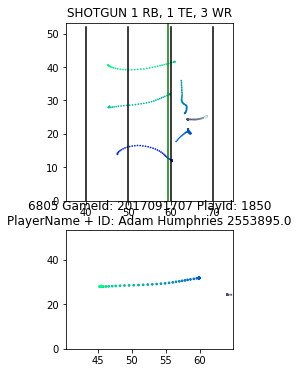 SHOTGUN 1 RB, 1 TE, 3 WR
50
40
30
20
10
40 50 60 70
6805 GameId: 2017091707 PlayId: 1850
PlayerName + ID: Adam Humphries 2553895.0
40
20
0
45 50 55 60